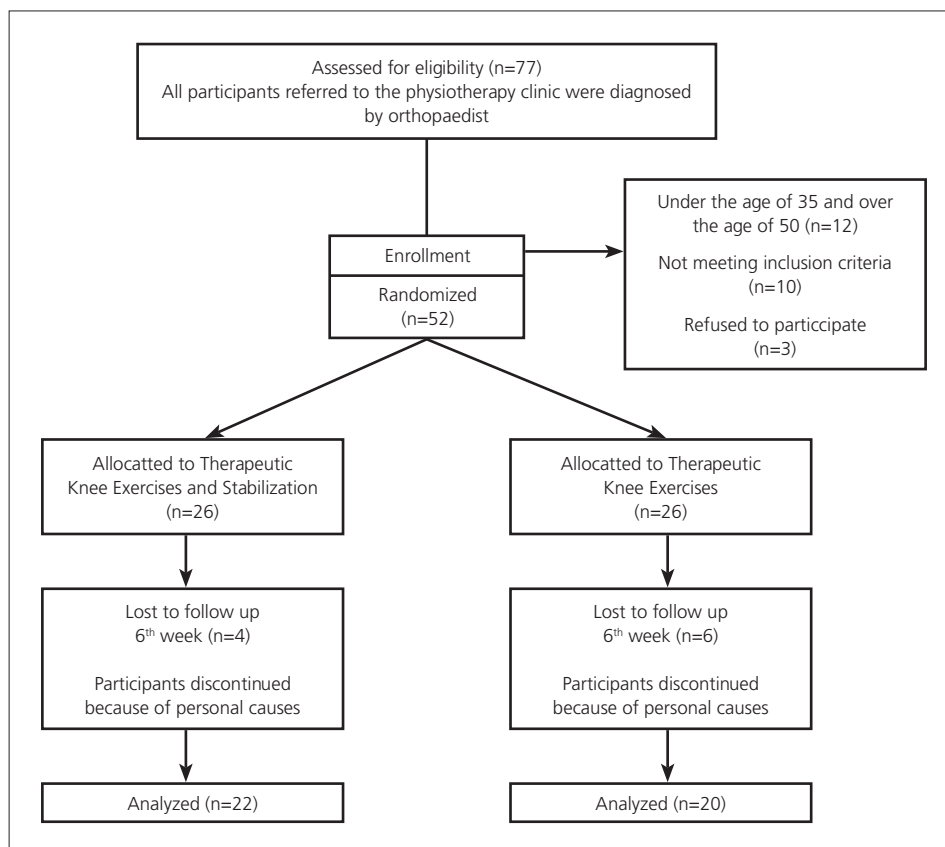 Assessed for eligibility (n=77)
All participants referred to the physiotherapy clinic were diagnosed
by orthopaedist
Under the age of 35 and over
the age of 50 (n=12)
Not meeting inclusion criteria
(n=10)
Refused to particcipate
(n=3)
Enrollment
Randomized
(n=52)
Allocatted to Therapeutic
Knee Exercises and Stabilization
(n=26)
Allocatted to Therapeutic
Knee Exercises
(n=26)
Lost to follow up
6th week (n=4)
Participants discontinued
because of personal causes
Lost to follow up
6th week (n=6)
Participants discontinued
because of personal causes
Analyzed (n=22)
Analyzed (n=20)